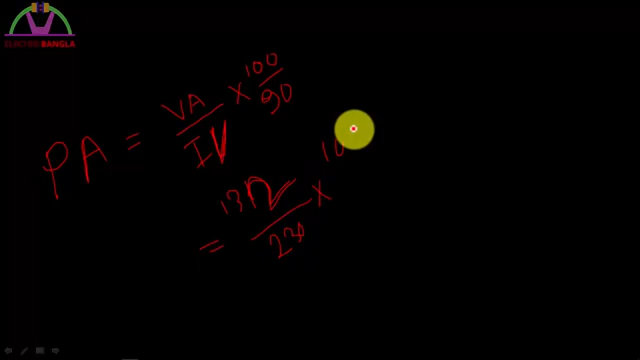 ELECTRO BANGLA
PA = VA/IV × 100/90
= 132/230 × 10